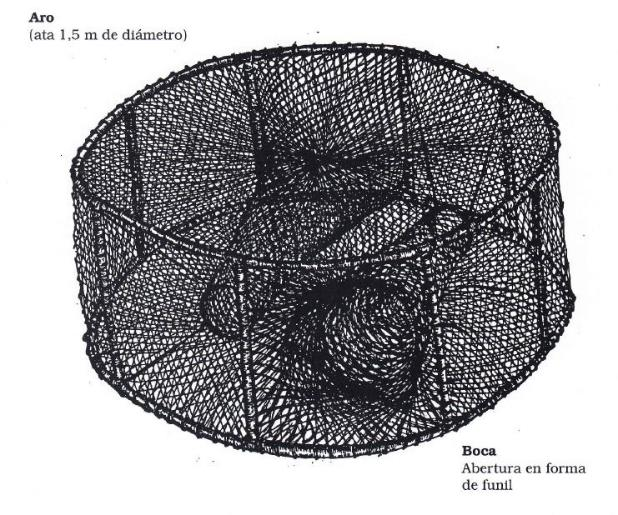 Aro
(ata 1,5 m de diámetro)
Boca
Abertura en forma
de funil